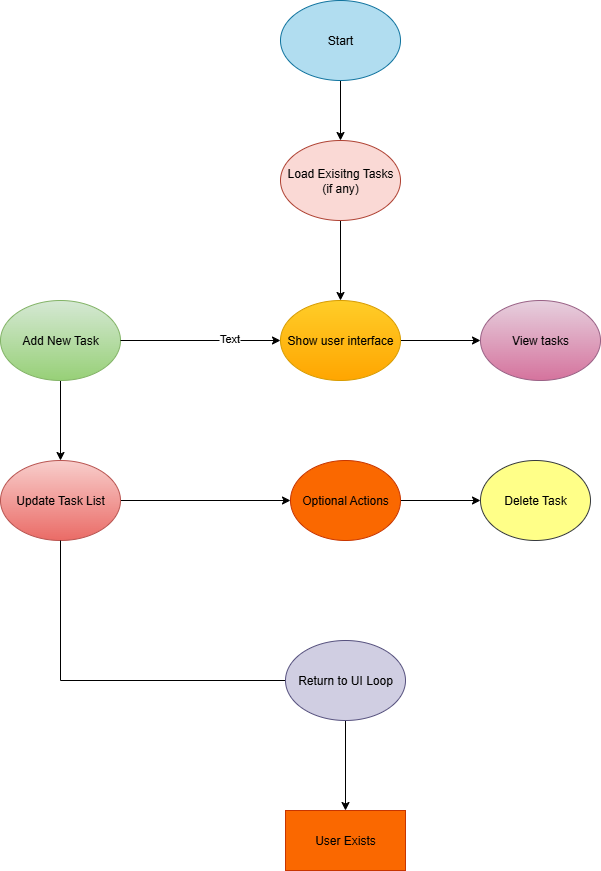 Start
Load Exisitng Tasks
(if any)
Add New Task
Text
Show user interface
View tasks
Update Task List
Optional Actions
Delete Task
Return to UI Loop
User Exists